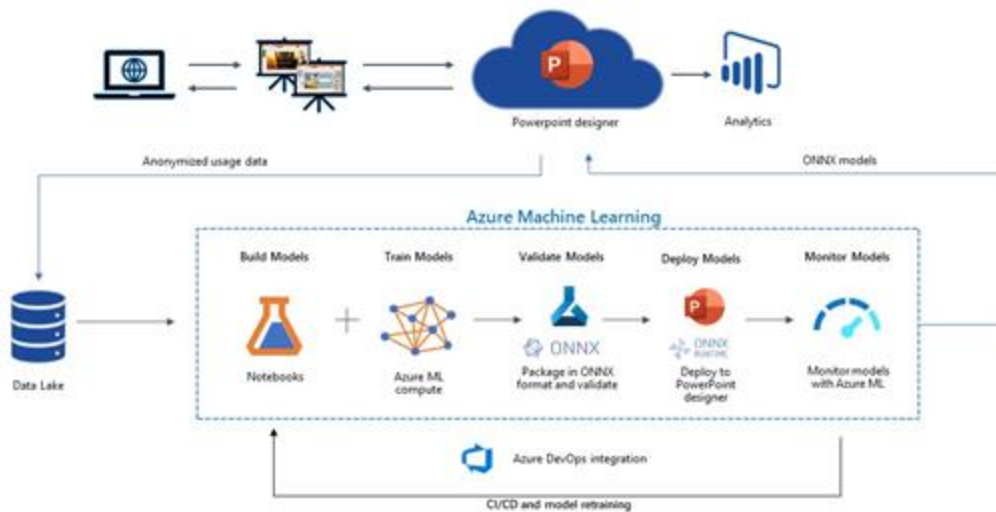 P
Powerpoint designer
Analytics
Anonymized usage data
ONNX models
Azure Machine Learning
Build Models
Train Models
Validate Models
Deploy Models
Monitor Models
P
ONNX
ONNX
RUNTIME
Data Lake
Notebooks
Azure ML
compute
Package in ONNX
format and validate
Deploy to
PowerPoint
designer
Monitor models
with Azure ML
Azure DevOps integration
CI/CD and model retraining